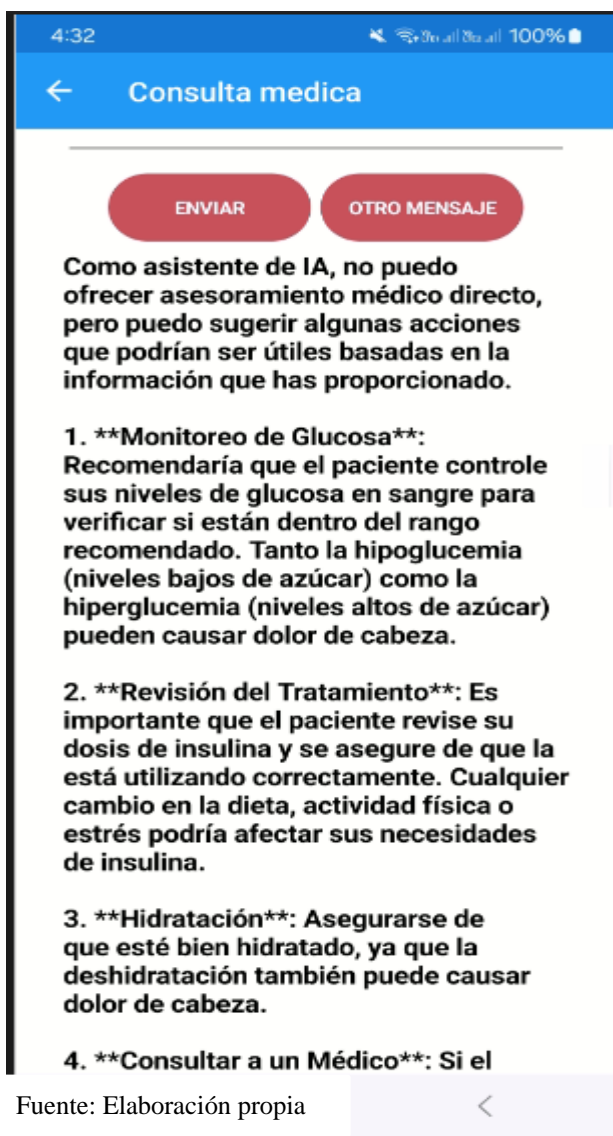 4:32 100%
Consulta medica
ENVIAR OTRO MENSAJE
Como asistente de IA, no puedo
ofrecer asesoramiento médico directo,
pero puedo sugerir algunas acciones
que podrían ser útiles basadas en la
información que has proporcionado.
1. **Monitoreo de Glucosa**:
Recomendaría que el paciente controle
sus niveles de glucosa en sangre para
verificar si están dentro del rango
recomendado. Tanto la hipoglucemia
(niveles bajos de azúcar) como la
hiperglucemia (niveles altos de azúcar)
pueden causar dolor de cabeza.
2. **Revisión del Tratamiento**: Es
importante que el paciente revise su
dosis de insulina y se asegure de que la
está utilizando correctamente. Cualquier
cambio en la dieta, actividad física o
estrés podría afectar sus necesidades
de insulina.
3. **Hidratación**: Asegurarse de
que esté bien hidratado, ya que la
deshidratación también puede causar
dolor de cabeza.
4. **Consultar a un Médico**: Si el
Fuente: Elaboración propia